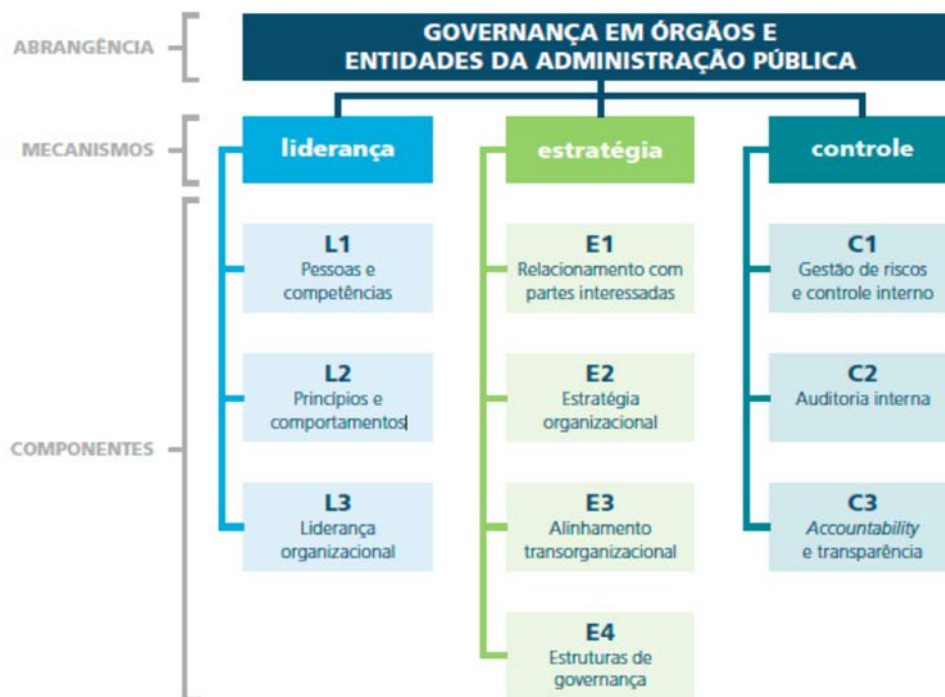 ABRANGÊNCIA
GOVERNANÇA EM ÓRGÃOS E
ENTIDADES DA ADMINISTRAÇÃO PÚBLICA
MECANISMOS
liderança
estratégia
controle
COMPONENTES
L1
Pessoas e
competências
L2
Princípios e
comportamentos
L3
Liderança
organizacional
E1
Relacionamento com
partes interessadas
E2
Estratégia
organizacional
E3
Alinhamento
transorganizacional
E4
Estruturas de
governança
C1
Gestão de riscos
e controle interno
C2
Auditoria interna
C3
Accountability
e transparência